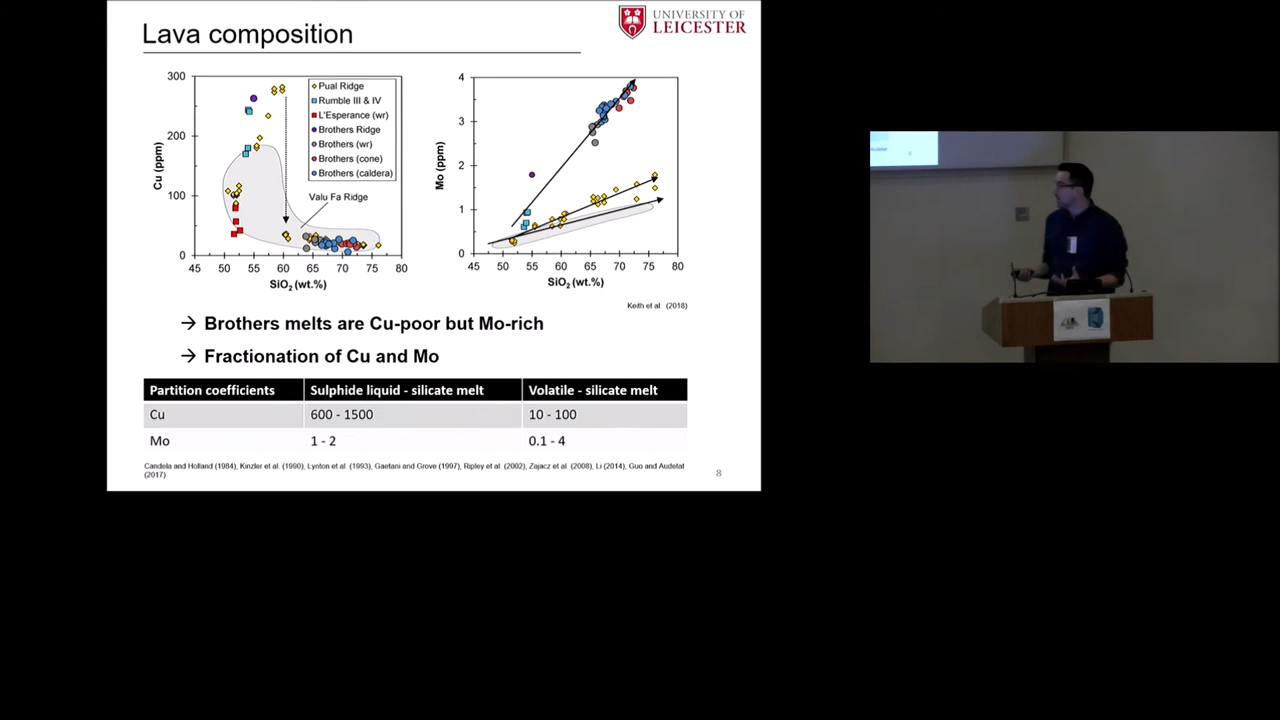 Lava composition
UNIVERSITY OF
LEICESTER
300
200
100
0
Cu (ppm)
45 50 55 60 65 70 75 80
SiO₂ (wt.%)
Pual Ridge
Rumble III & IV
L'Esperance (wr)
Brothers Ridge
Brothers (wr)
Brothers (cone)
Brothers (caldera)
Valu Fa Ridge
4
3
2
1
0
Mo (ppm)
45 50 55 60 65 70 75 80
SiO₂ (wt.%)
Keith et al. (2018)
→ Brothers melts are Cu-poor but Mo-rich
→ Fractionation of Cu and Mo
Partition coefficients Sulphide liquid - silicate melt Volatile - silicate melt
Cu 600 - 1500 10 - 100
Mo 1 - 2 0.1 - 4
Candela and Holland (1984), Kinzler et al. (1990), Lynton et al. (1993), Gaetani and Grove (1997), Ripley et al. (2002), Zajacz et al. (2008), Li (2014), Guo and Audetat
(2017)
8